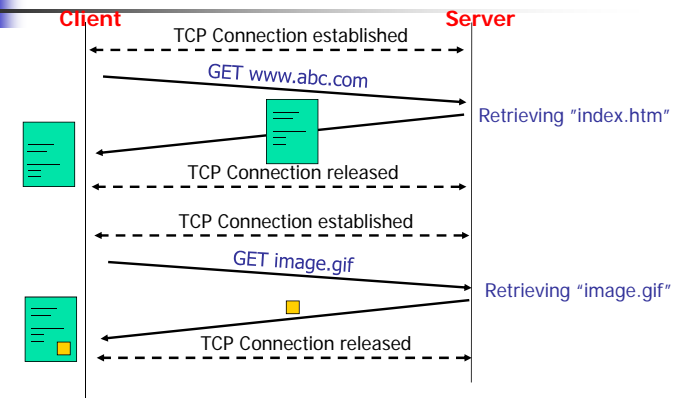 Client
Server
TCP Connection established
GET www.abc.com
Retrieving "index.htm"
TCP Connection released
TCP Connection established
GET image.gif
Retrieving “image.gif”
TCP Connection released